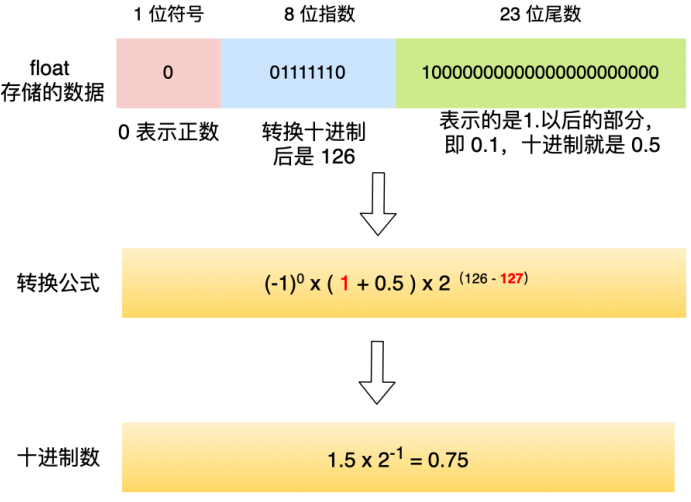 1 位符号
8 位指数
23 位尾数
float
存储的数据
0
01111110
10000000000000000000000
0 表示正数
转换十进制
后是 126
表示的是1.以后的部分，
即 0.1，十进制就是 0.5
转换公式
(-1)⁰ x ( 1 + 0.5 ) x 2 ⁽¹²⁶ ⁻ ¹²⁷⁾
十进制数
1.5 x 2⁻¹ = 0.75